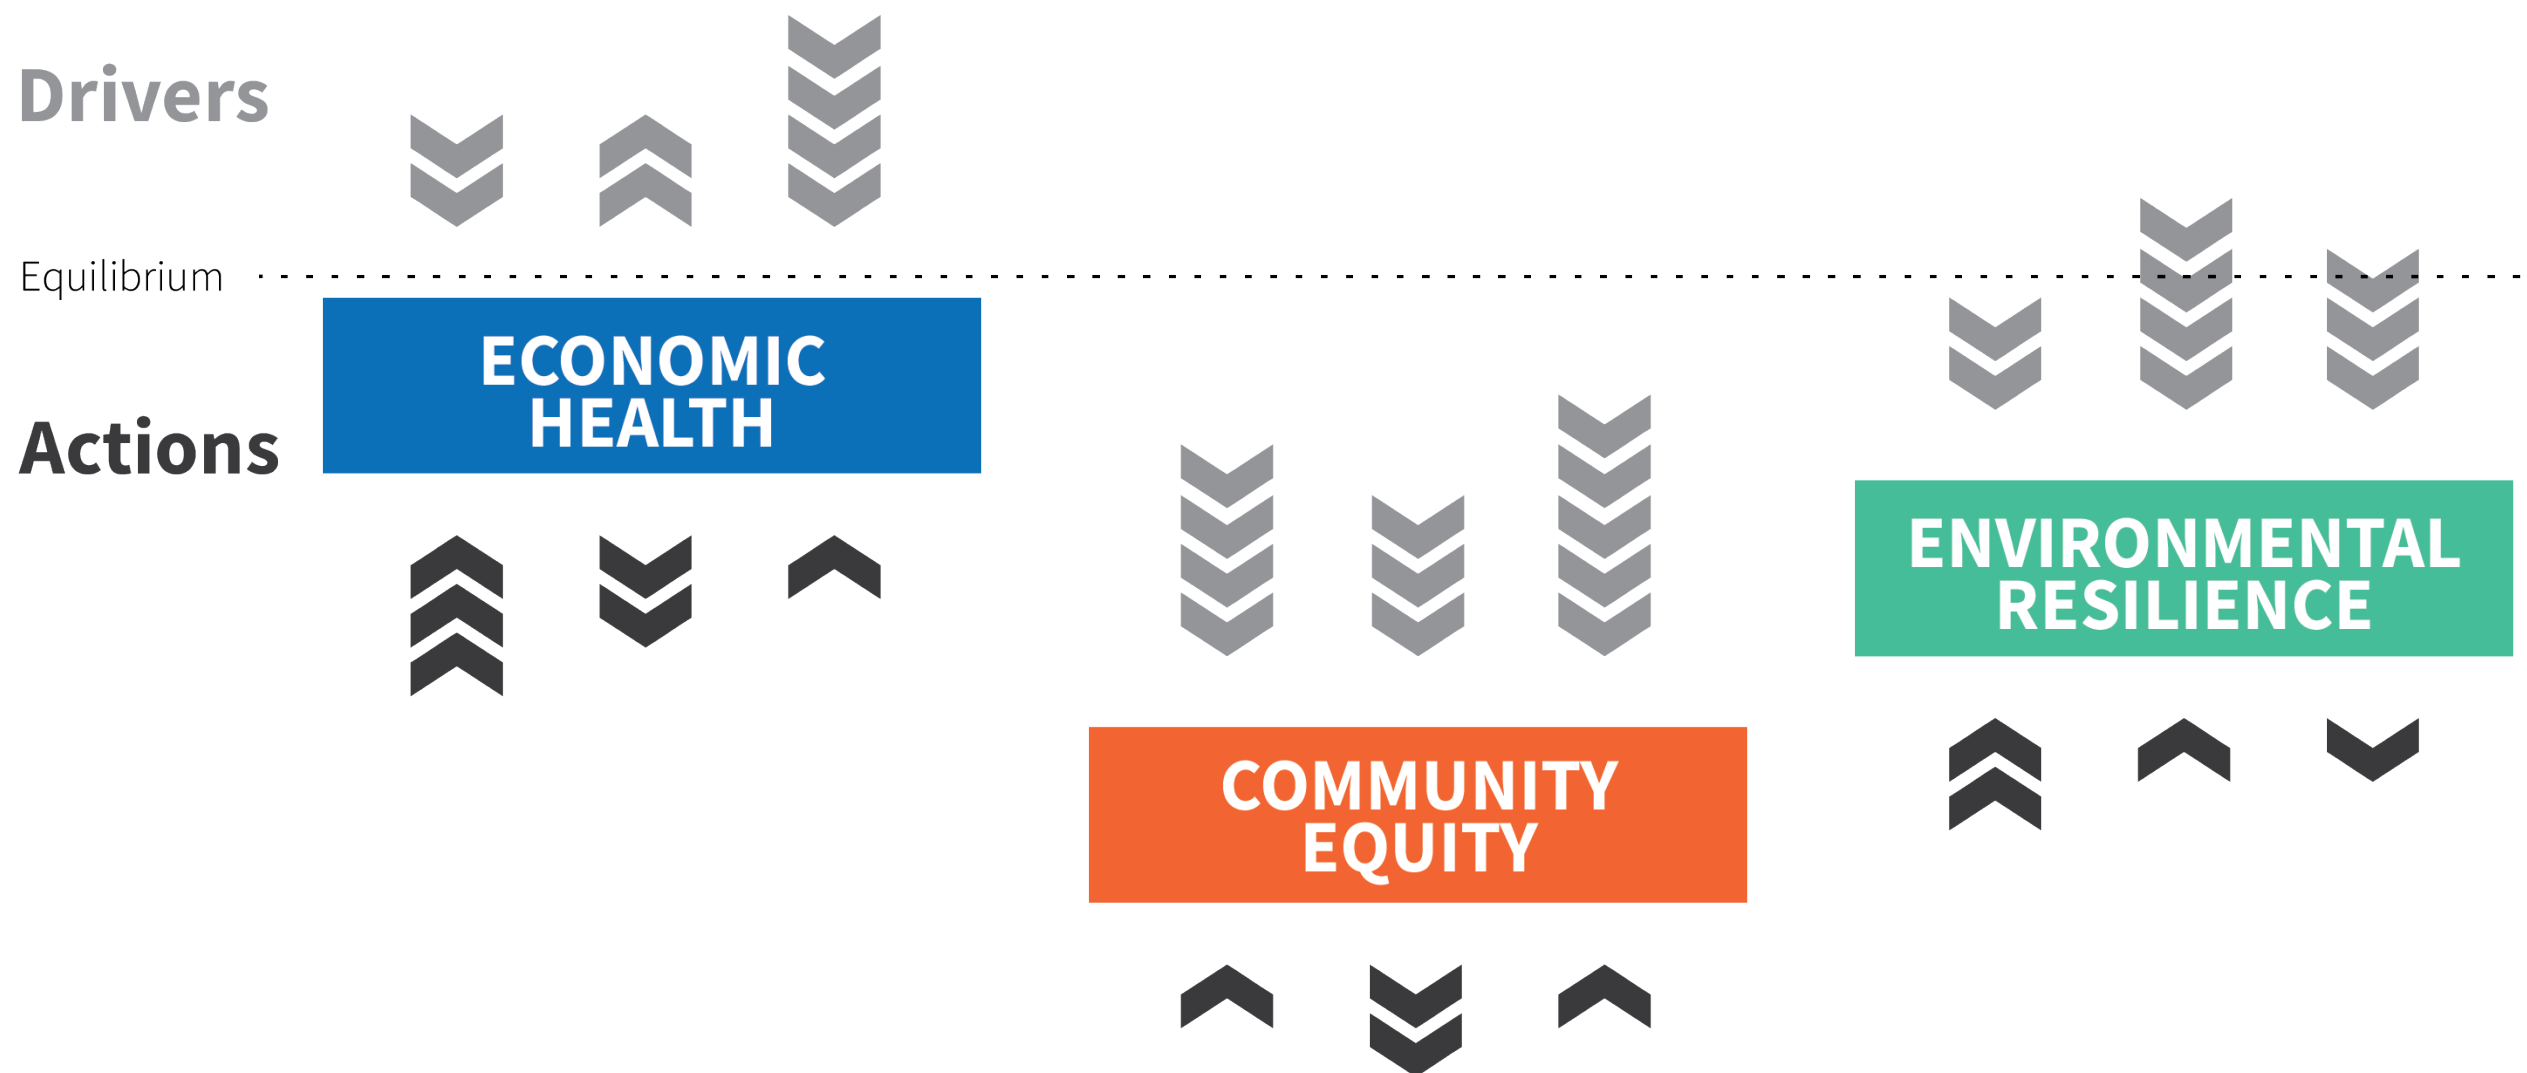 Drivers
Equilibrium
Actions
ECONOMIC
HEALTH
COMMUNITY
EQUITY
ENVIRONMENTAL
RESILIENCE